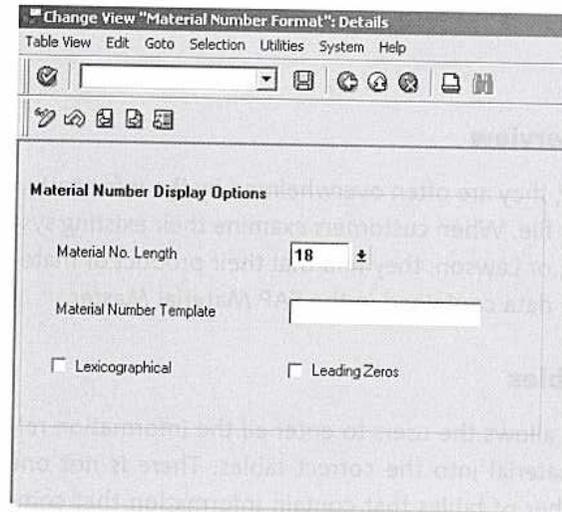 Change View "Material Number Format": Details
Table View Edit Goto Selection Utilities System Help
Material Number Display Options
Material No. Length 18
Material Number Template
Lexicographical Leading Zeros